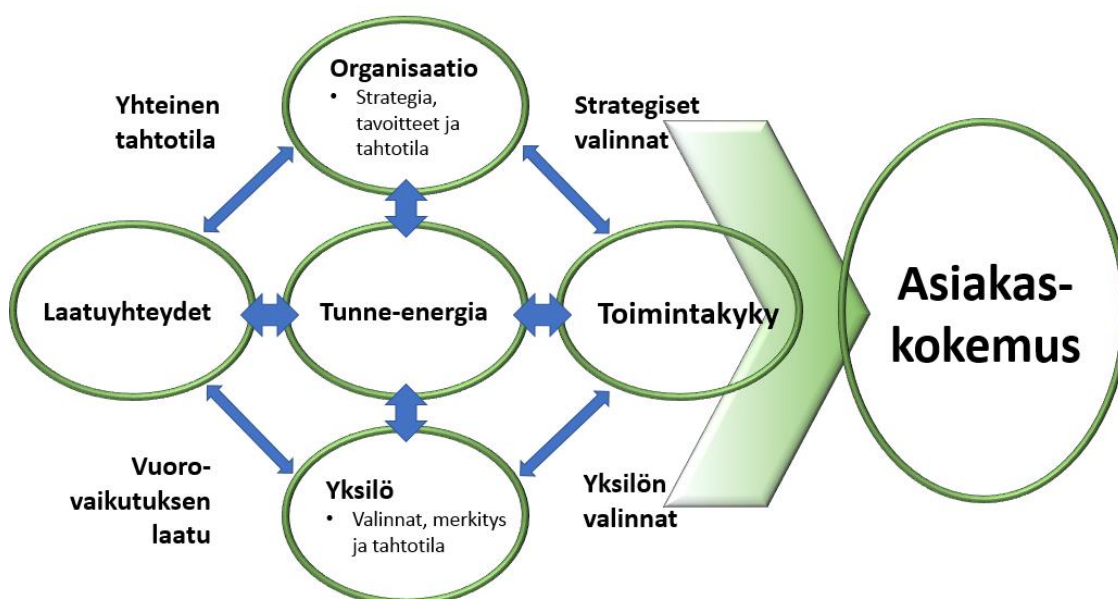 Organisaatio
• Strategia,
tavoitteet ja
tahtotila
Yhteinen
tahtotila
Strategiset
valinnat
Laatuyhteydet
Tunne-energia
Toimintakyky
Asiakas-
kokemus
Vuoro-
vaikutuksen
laatu
Yksilö
• Valinnat, merkitys
ja tahtotila
Yksilön
valinnat